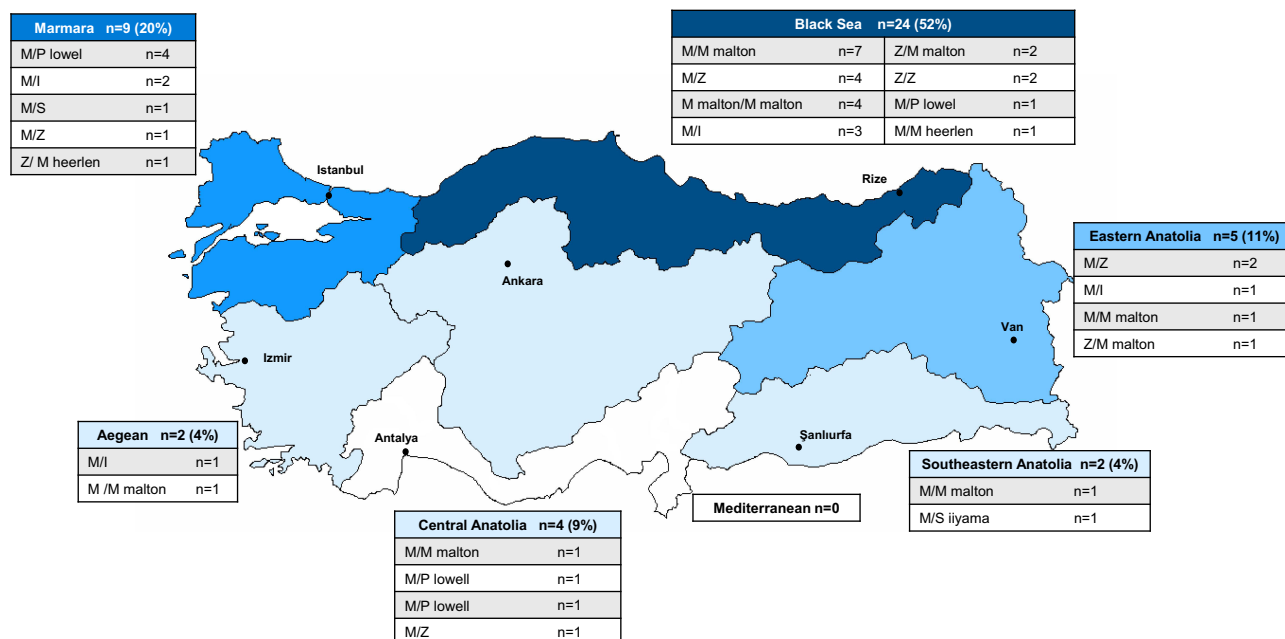 Marmara n=9 (20%)
M/P lowel n=4
M/I n=2
M/S n=1
M/Z n=1
Z/ M heerlen n=1
Black Sea n=24 (52%)
M/M malton n=7 Z/M malton n=2
M/Z n=4 Z/Z n=2
M malton/M malton n=4 M/P lowel n=1
M/I n=3 M/M heerlen n=1
Istanbul
Rize
Ankara
Van
Izmir
Antalya
Şanlıurfa
Eastern Anatolia n=5 (11%)
M/Z n=2
M/I n=1
M/M malton n=1
Z/M malton n=1
Aegean n=2 (4%)
M/I n=1
M /M malton n=1
Southeastern Anatolia n=2 (4%)
M/M malton n=1
M/S iiyama n=1
Mediterranean n=0
Central Anatolia n=4 (9%)
M/M malton n=1
M/P lowell n=1
M/P lowell n=1
M/Z n=1